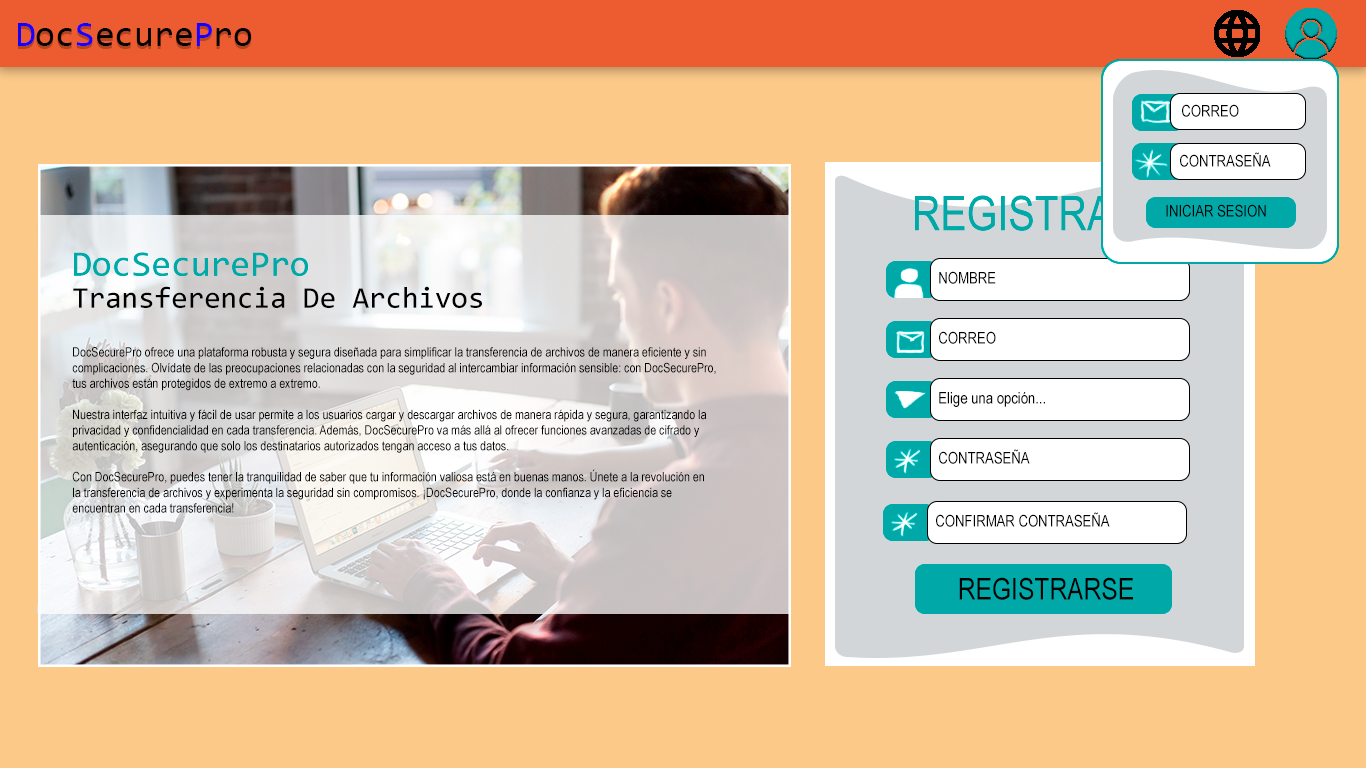 DocSecurePro
CORREO
CONTRASEÑA
INICIAR SESION
DocSecurePro
Transferencia De Archivos
DocSecurePro ofrece una plataforma robusta y segura diseñada para simplificar la transferencia de archivos de manera eficiente y sin
complicaciones. Olvídate de las preocupaciones relacionadas con la seguridad al intercambiar información sensible: con DocSecurePro,
tus archivos están protegidos de extremo a extremo.
Nuestra interfaz intuitiva y fácil de usar permite a los usuarios cargar y descargar archivos de manera rápida y segura, garantizando la
privacidad y confidencialidad en cada transferencia. Además, DocSecurePro va más allá al ofrecer funciones avanzadas de cifrado y
autenticación, asegurando que solo los destinatarios autorizados tengan acceso a tus datos.
Con DocSecurePro, puedes tener la tranquilidad de saber que tu información valiosa está en buenas manos. Únete a la revolución en
la transferencia de archivos y experimenta la seguridad sin compromisos. ¡DocSecurePro, donde la confianza y la eficiencia se
encuentran en cada transferencia!
REGISTRA
NOMBRE
CORREO
Elige una opción...
CONTRASEÑA
CONFIRMAR CONTRASEÑA
REGISTRARSE